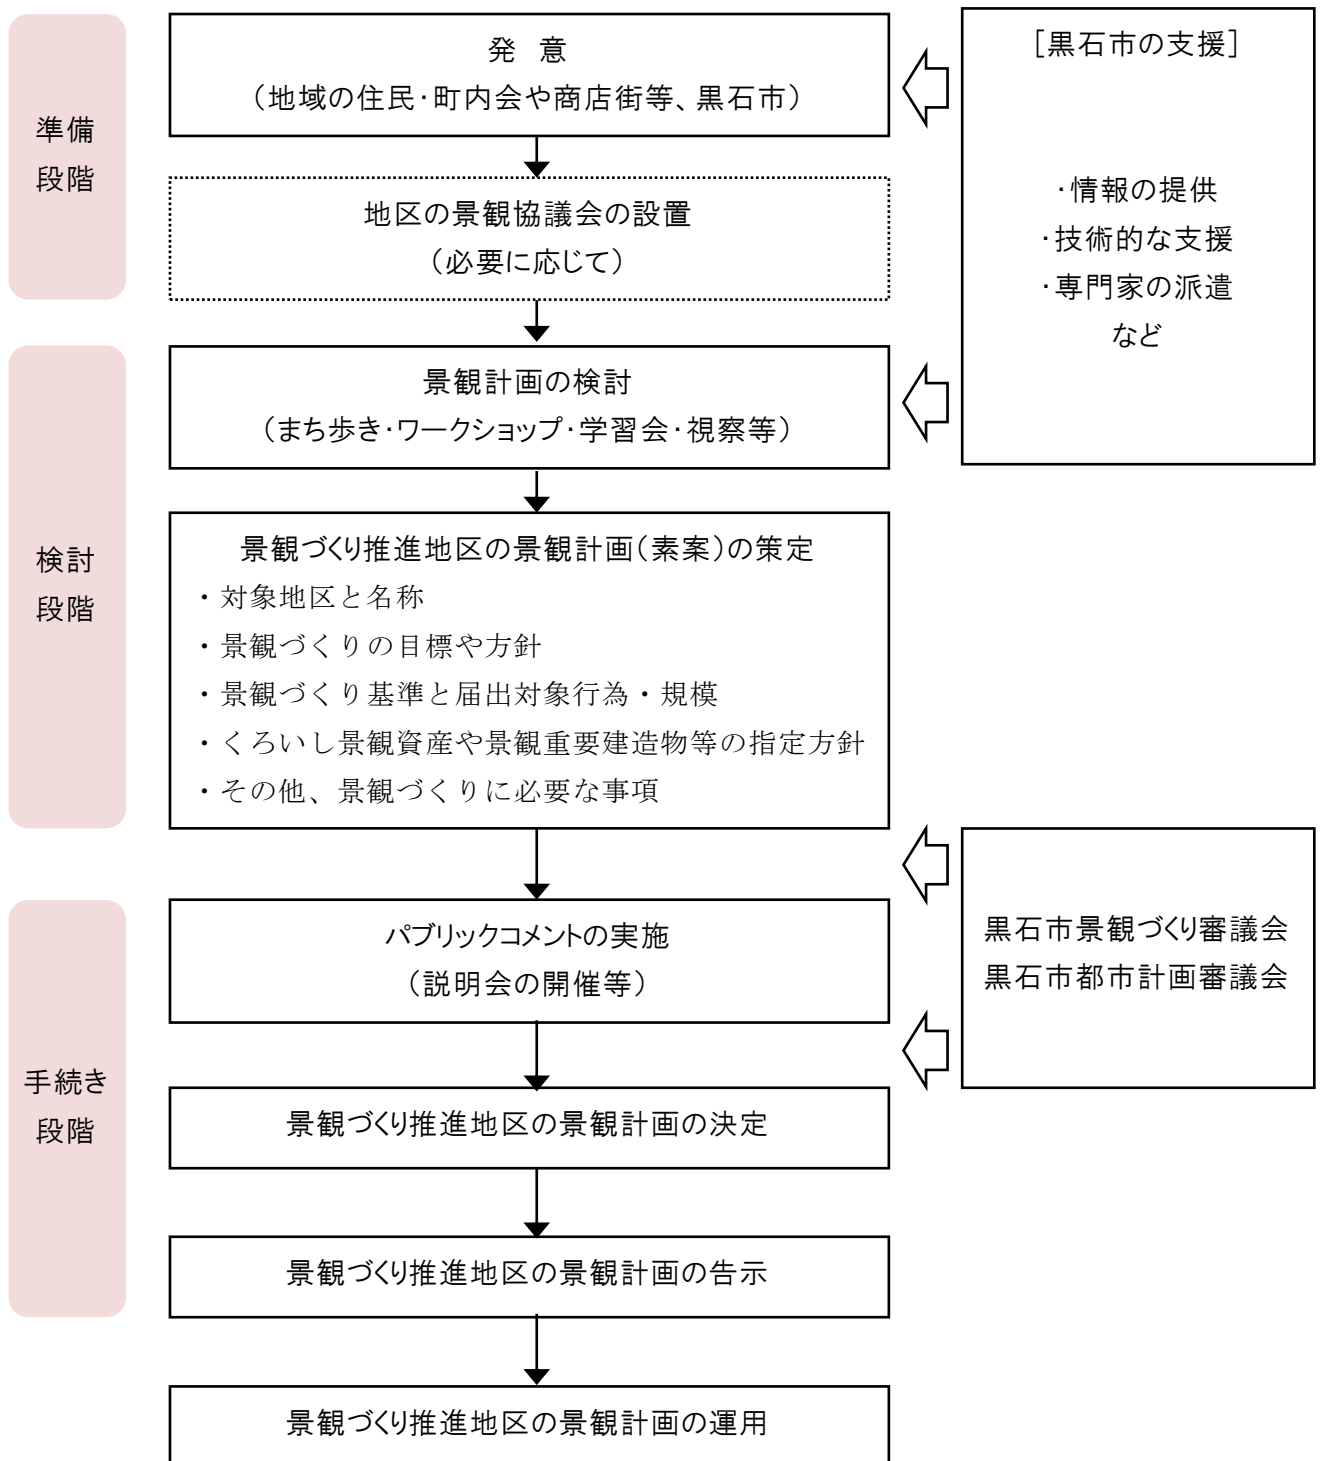 準備
段階
発 意
（地域の住民・町内会や商店街等、黒石市）
地区の景観協議会の設置
（必要に応じて）
［黒石市の支援］
・情報の提供
・技術的な支援
・専門家の派遣
など
検討
段階
景観計画の検討
（まち歩き・ワークショップ・学習会・視察等）
景観づくり推進地区の景観計画（素案）の策定
・対象地区と名称
・景観づくりの目標や方針
・景観づくり基準と届出対象行為・規模
・くろいし景観資産や景観重要建造物等の指定方針
・その他、景観づくりに必要な事項
手続き
段階
パブリックコメントの実施
（説明会の開催等）
黒石市景観づくり審議会
黒石市都市計画審議会
景観づくり推進地区の景観計画の決定
景観づくり推進地区の景観計画の告示
景観づくり推進地区の景観計画の運用